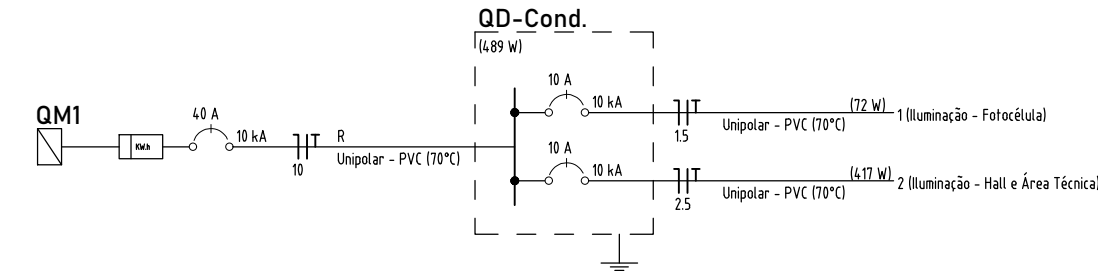 QD-Cond.
(489 W)
QM1
KW.h
40 A
10 kA
10
R
Unipolar - PVC (70°C)
10 A
10 kA
1.5
(72 W)
Unipolar - PVC (70°C)
1 (Iluminação - Fotocélula)
10 A
10 kA
2.5
(417 W)
Unipolar - PVC (70°C)
2 (Iluminação - Hall e Área Técnica)